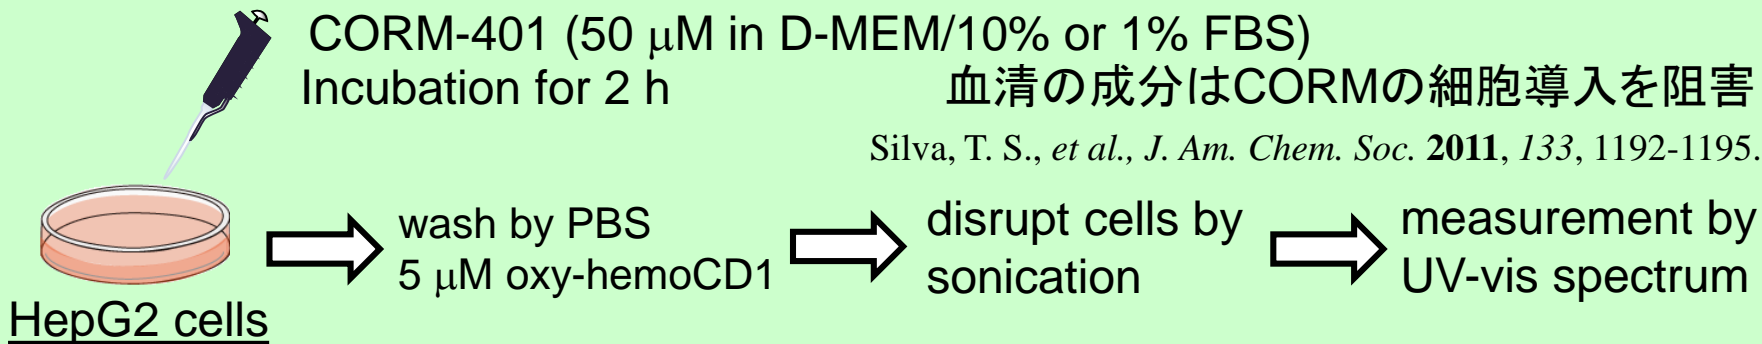 CORM-401 (50 μM in D-MEM/10% or 1% FBS)
Incubation for 2 h
血清の成分はCORMの細胞導入を阻害
Silva, T. S., et al., J. Am. Chem. Soc. 2011, 133, 1192-1195.
HepG2 cells
wash by PBS
5 μM oxy-hemoCD1
disrupt cells by
sonication
measurement by
UV-vis spectrum